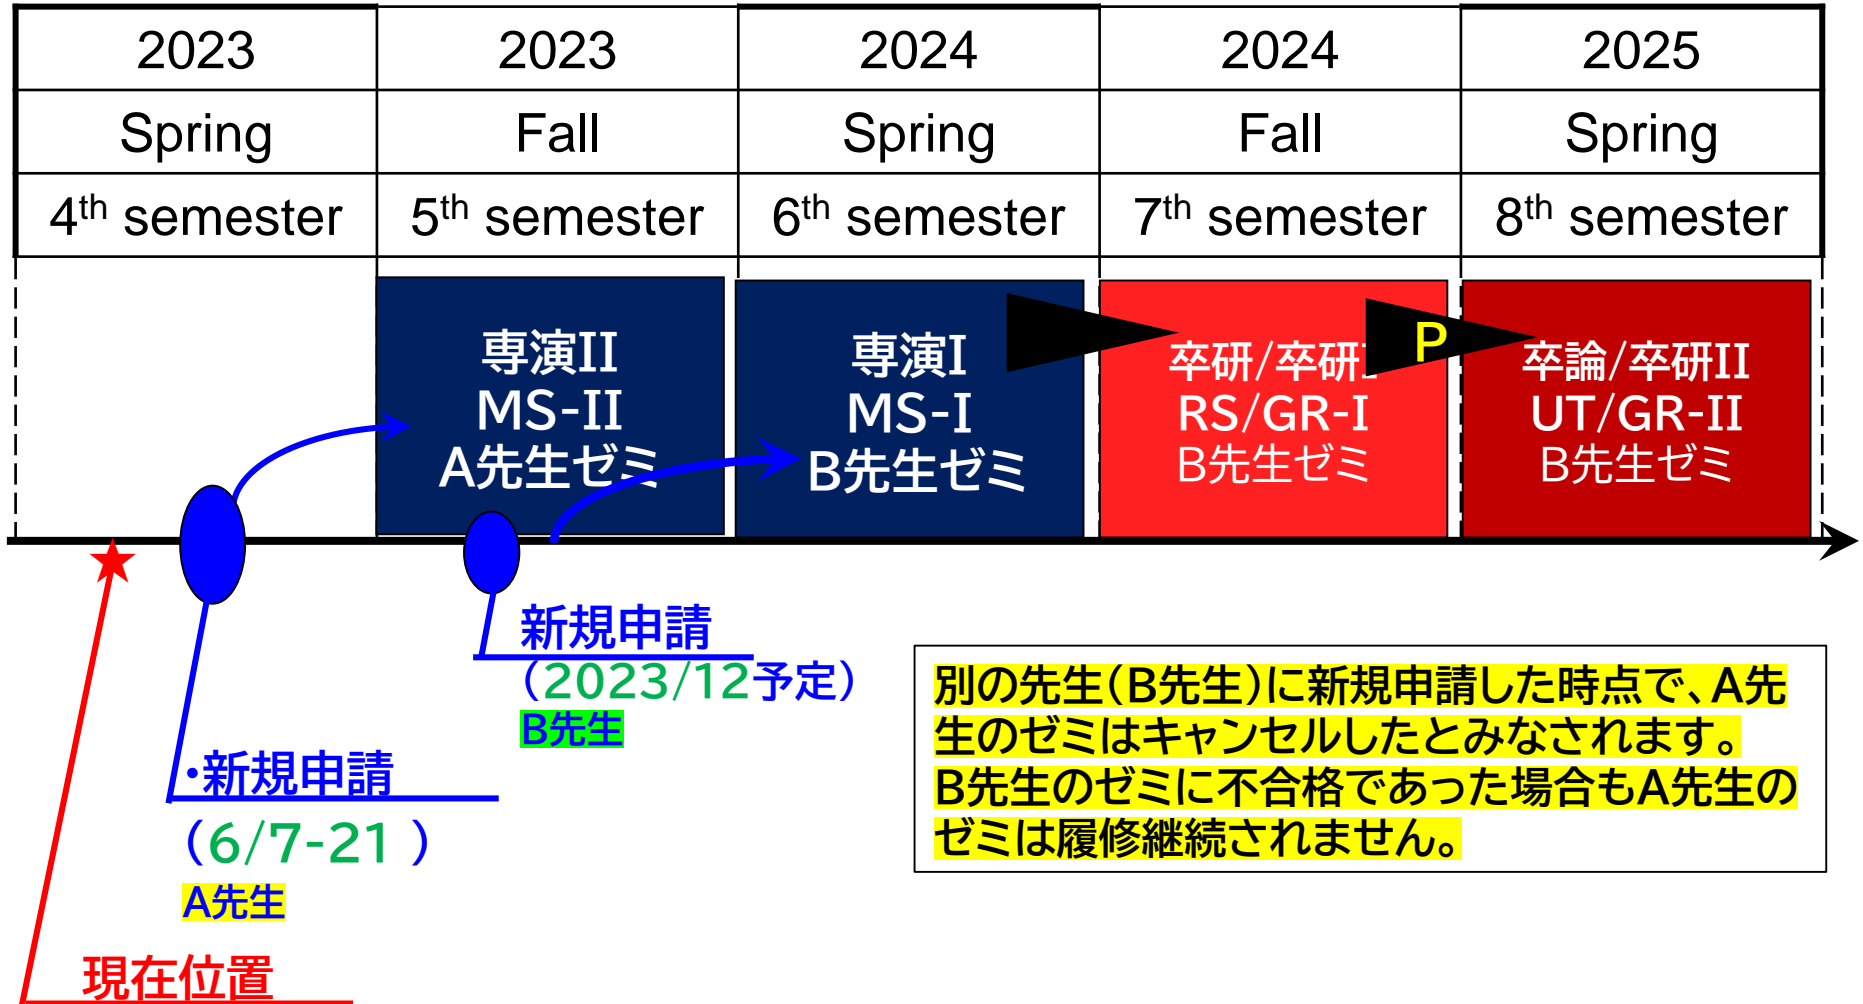 2023
2023
2024
2024
2025
Spring
Fall
Spring
Fall
Spring
4th semester
5th semester
6th semester
7th semester
8th semester
専演II
MS-II
A先生ゼミ
専演I
MS-I
B先生ゼミ
卒研/卒研I
RS/GR-I
B先生ゼミ
P
卒論/卒研II
UT/GR-II
B先生ゼミ
新規申請
（2023/12予定）
B先生
・新規申請
（6/7-21 ）
A先生
現在位置
別の先生（B先生）に新規申請した時点で、A先
生のゼミはキャンセルしたとみなされます。
B先生のゼミに不合格であった場合もA先生の
ゼミは履修継続されません。